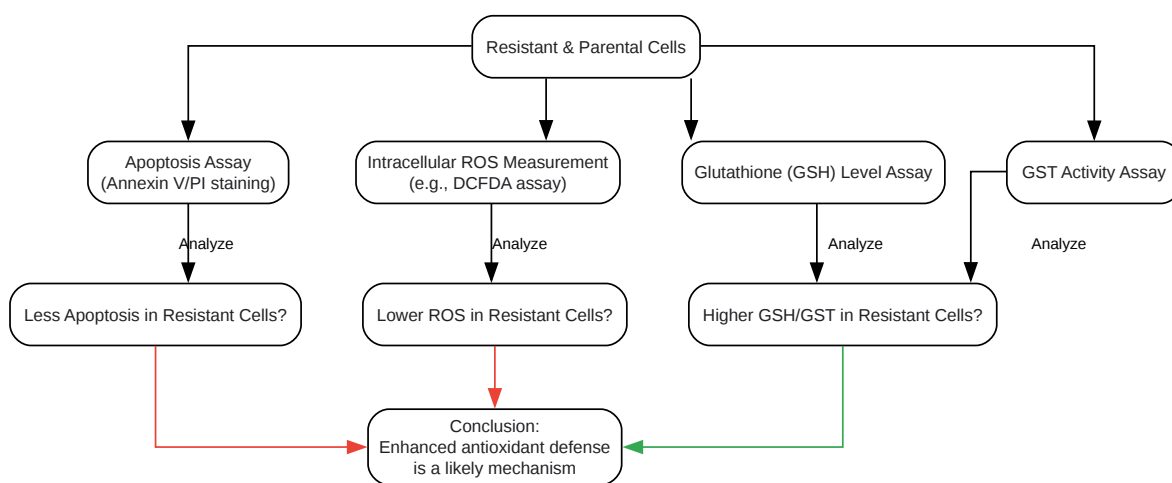 Resistant & Parental Cells
Apoptosis Assay
(Annexin V/PI staining)
Intracellular ROS Measurement
(e.g., DCFDA assay)
Glutathione (GSH) Level Assay
GST Activity Assay
Analyze
Analyze
Analyze
Analyze
Less Apoptosis in Resistant Cells?
Lower ROS in Resistant Cells?
Higher GSH/GST in Resistant Cells?
Conclusion:
Enhanced antioxidant defense
is a likely mechanism